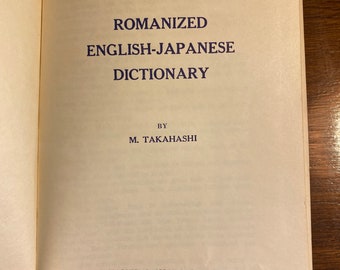 ROMANIZED
ENGLISH-JAPANESE
DICTIONARY
BY
M. TAKAHASHI